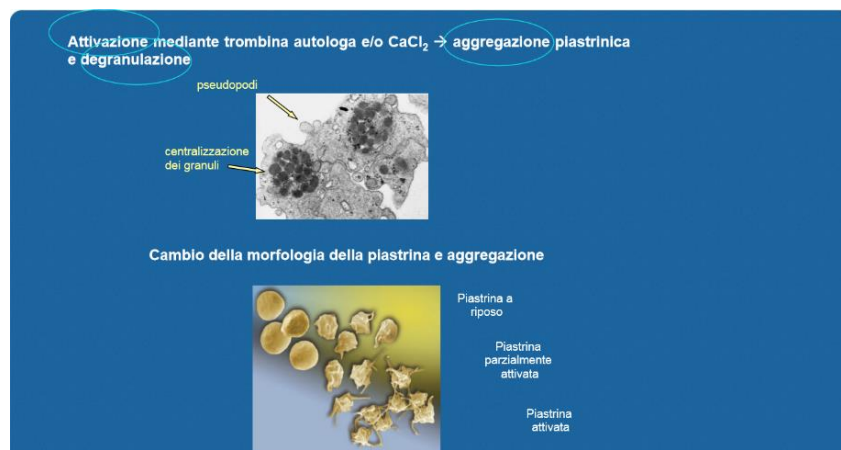 Attivazione mediante trombina autologa e/o CaCl₂ → aggregazione piastrinica
e degranulazione
pseudopodi
centralizzazione
dei granuli
Cambio della morfologia della piastrina e aggregazione
Piastrina a
riposo
Piastrina
parzialmente
attivata
Piastrina
attivata